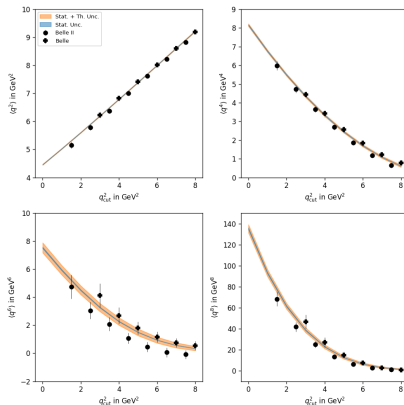 Stat. + Th. Unc.
Stat. Unc.
Belle II
Belle
10
9
8
7
6
5
4
0 2 4 6 8
⟨q²⟩ in GeV²
q²cut in GeV²
9
8
7
6
5
4
3
2
1
0
0 2 4 6 8
⟨q⁴⟩ in GeV⁴
q²cut in GeV²
10
8
6
4
2
0
−2
0 2 4 6 8
⟨q⁶⟩ in GeV⁶
q²cut in GeV²
140
120
100
80
60
40
20
0
0 2 4 6 8
⟨q⁸⟩ in GeV⁸
q²cut in GeV²